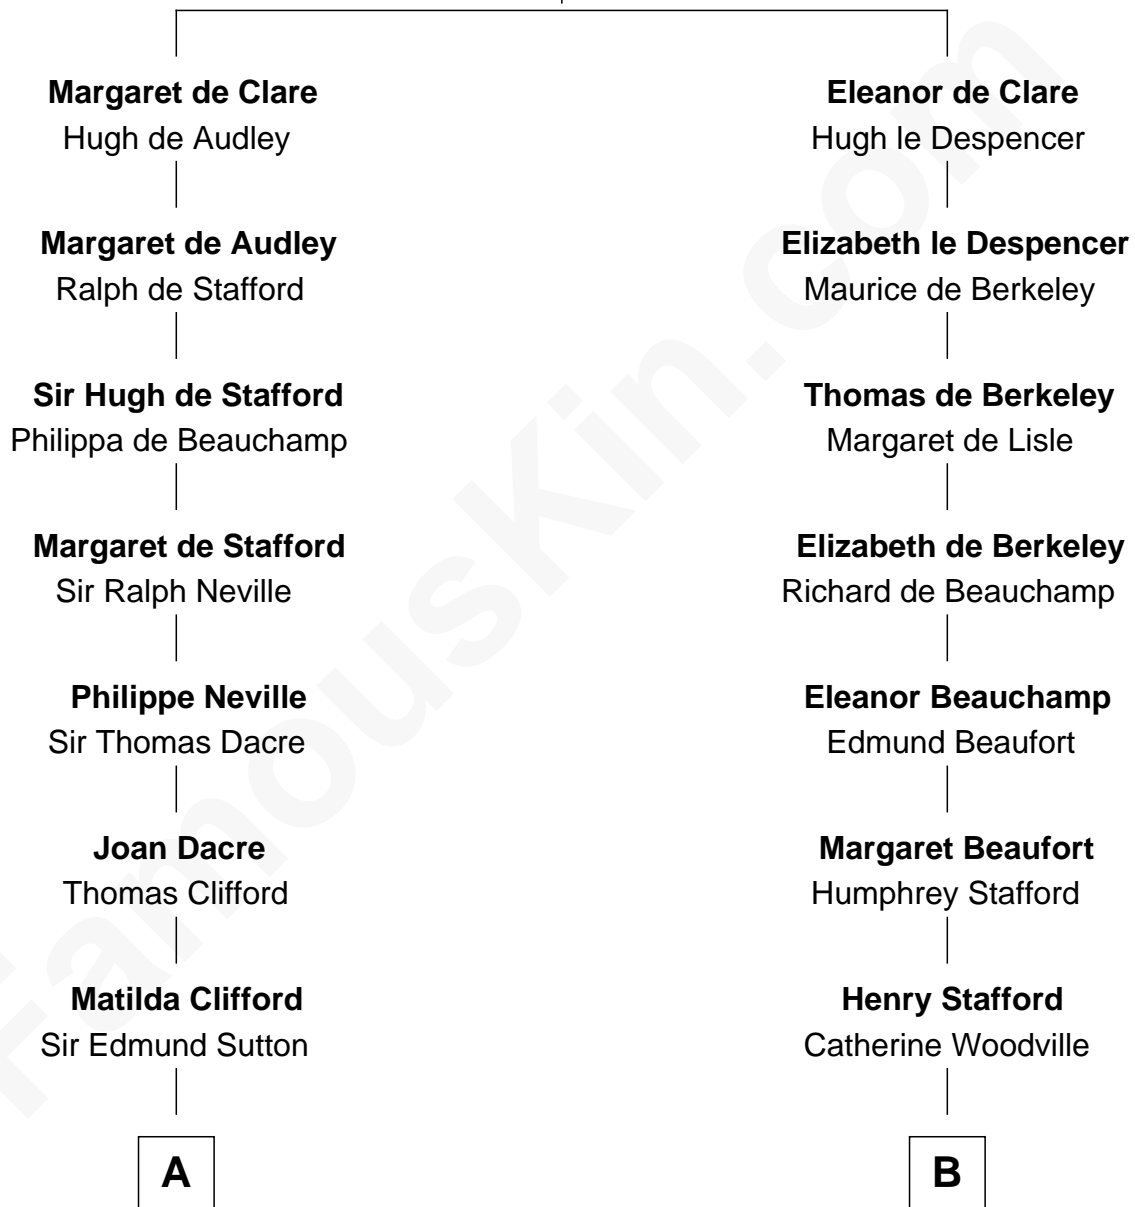 Margaret de Clare
Hugh de Audley
Margaret de Audley
Ralph de Stafford
Sir Hugh de Stafford
Philippa de Beauchamp
Margaret de Stafford
Sir Ralph Neville
Philippe Neville
Sir Thomas Dacre
Joan Dacre
Thomas Clifford
Matilda Clifford
Sir Edmund Sutton
A
Eleanor de Clare
Hugh le Despencer
Elizabeth le Despencer
Maurice de Berkeley
Thomas de Berkeley
Margaret de Lisle
Elizabeth de Berkeley
Richard de Beauchamp
Eleanor Beauchamp
Edmund Beaufort
Margaret Beaufort
Humphrey Stafford
Henry Stafford
Catherine Woodville
B
FamousKin.com